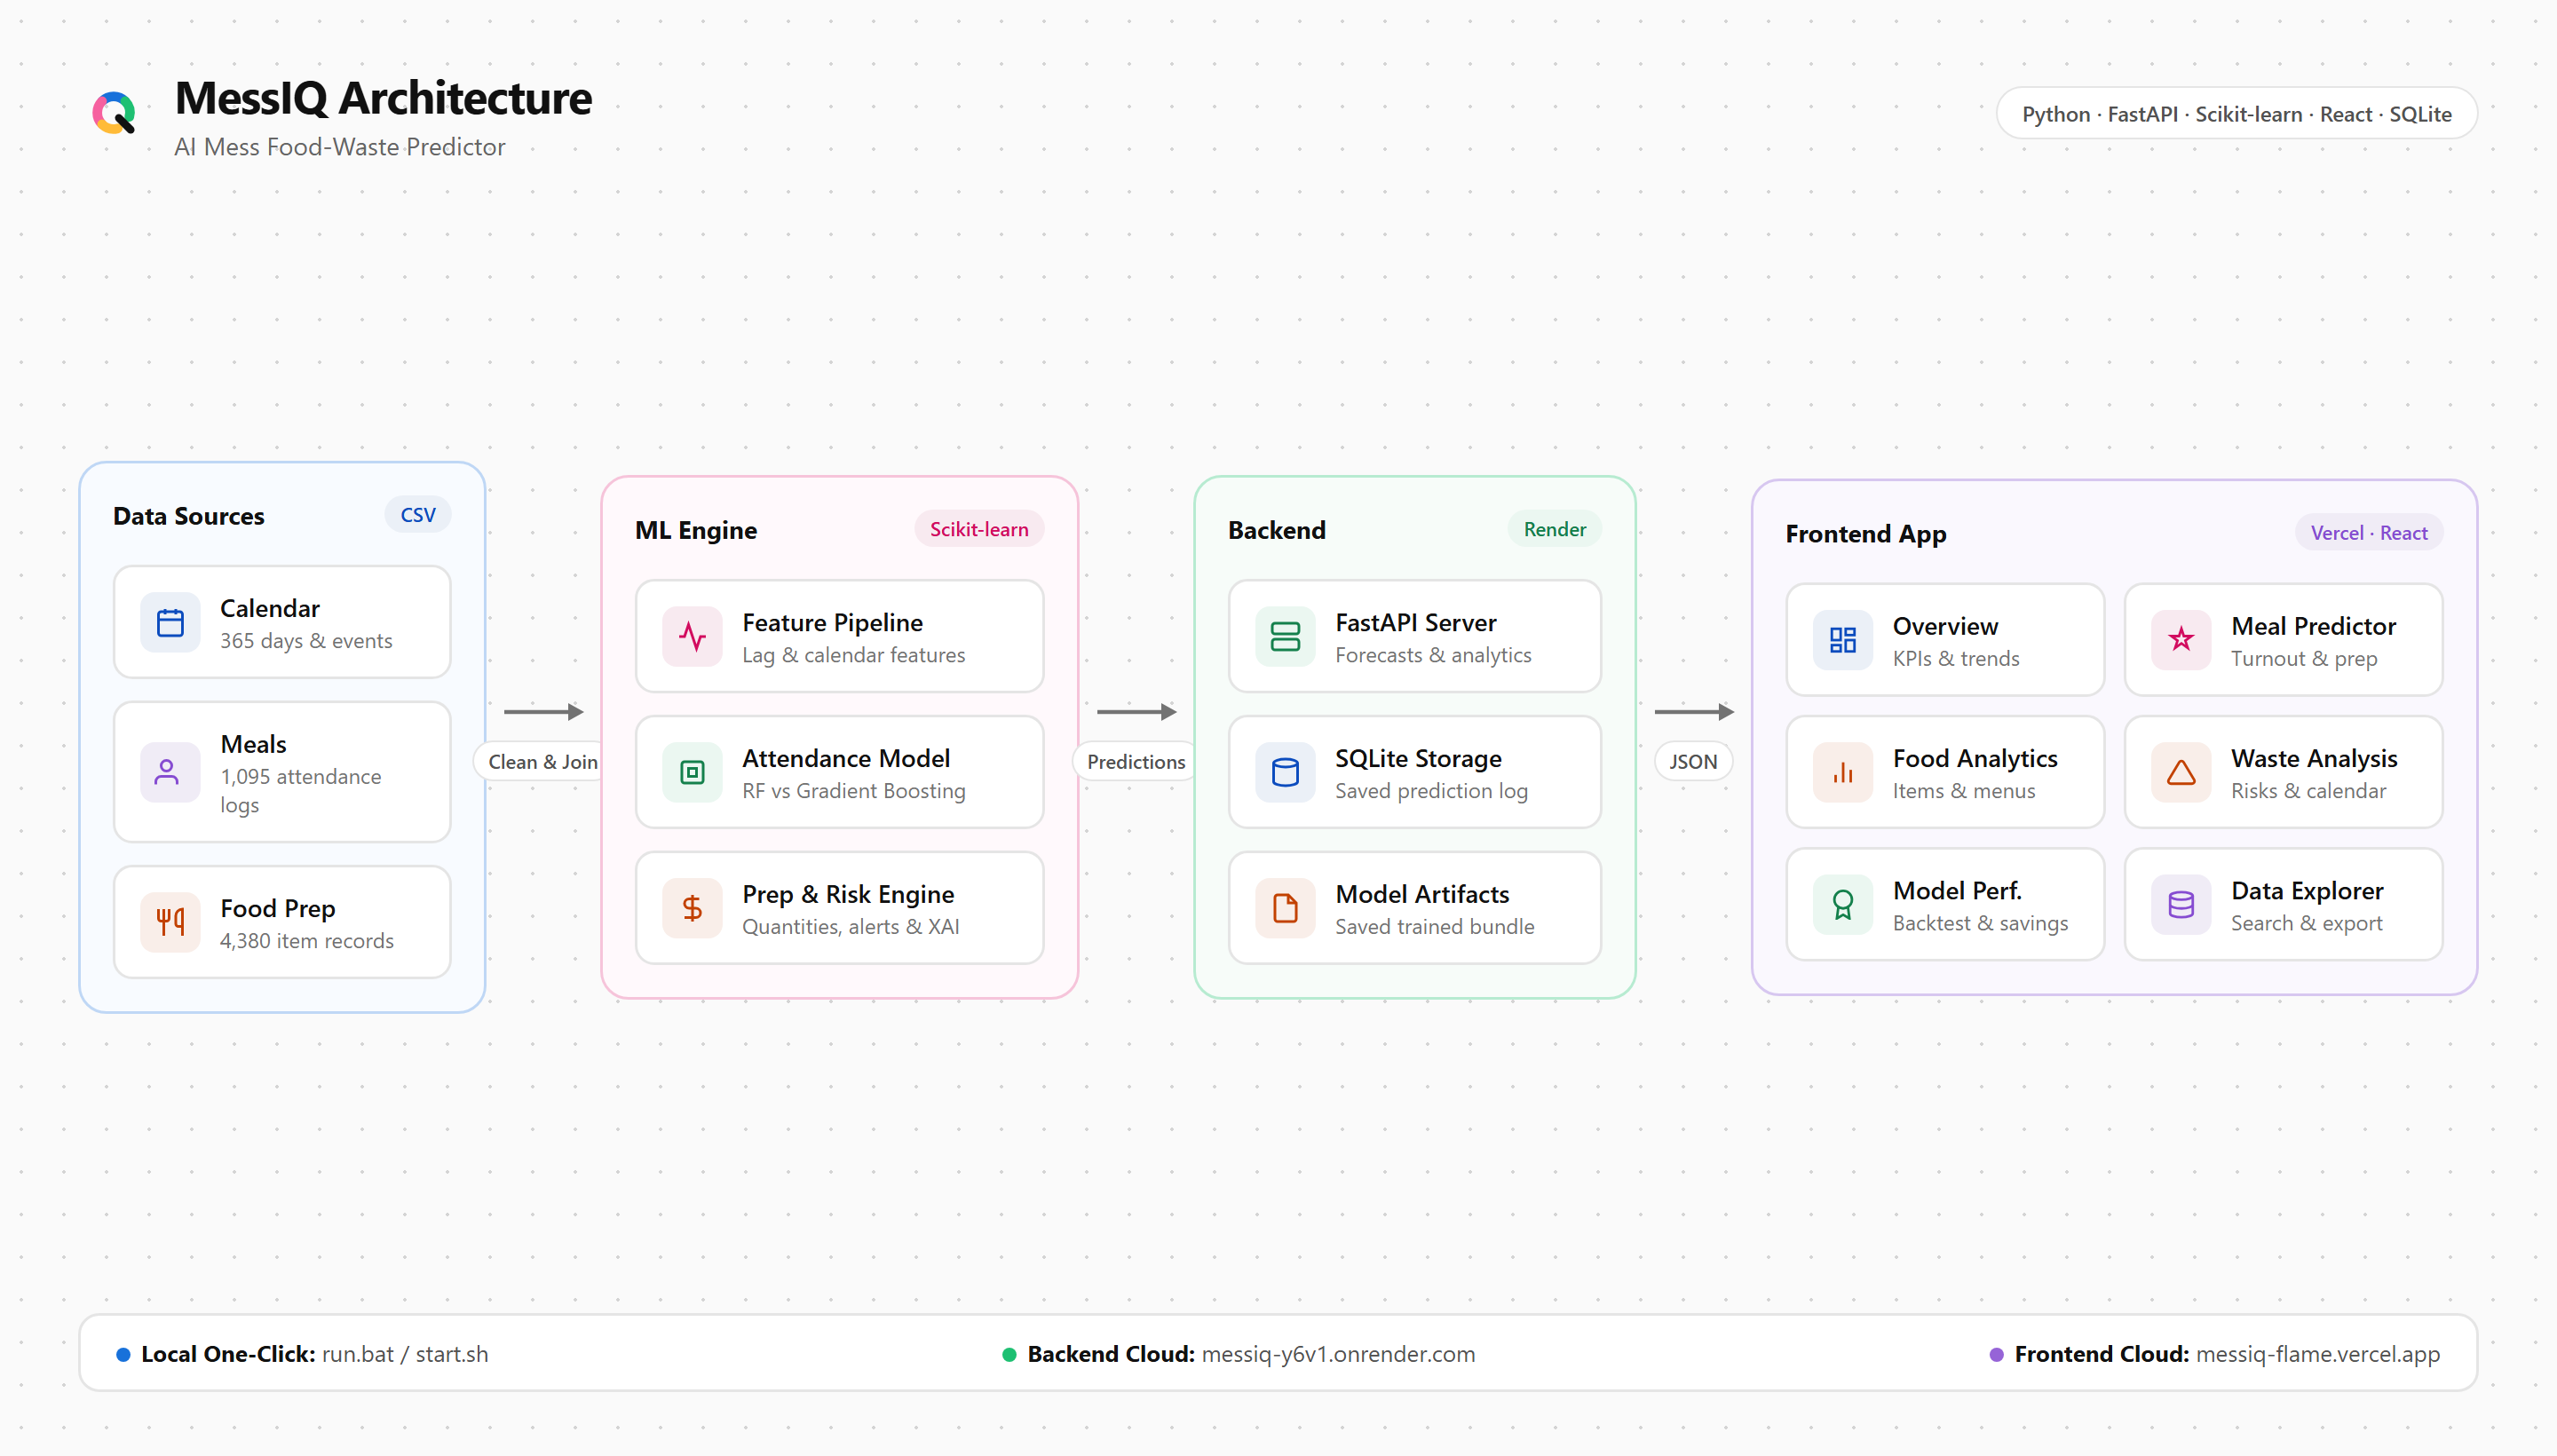 MessIQ Architecture
AI Mess Food-Waste Predictor
Python · FastAPI · Scikit-learn · React · SQLite
Data Sources
CSV
Calendar
365 days & events
Meals
1,095 attendance
logs
Food Prep
4,380 item records
Clean & Join
ML Engine
Scikit-learn
Feature Pipeline
Lag & calendar features
Attendance Model
RF vs Gradient Boosting
Prep & Risk Engine
Quantities, alerts & XAI
Predictions
Backend
Render
FastAPI Server
Forecasts & analytics
SQLite Storage
Saved prediction log
Model Artifacts
Saved trained bundle
JSON
Frontend App
Vercel · React
Overview
KPIs & trends
Meal Predictor
Turnout & prep
Food Analytics
Items & menus
Waste Analysis
Risks & calendar
Model Perf.
Backtest & savings
Data Explorer
Search & export
Local One-Click: run.bat / start.sh
Backend Cloud: messiq-y6v1.onrender.com
Frontend Cloud: messiq-flame.vercel.app